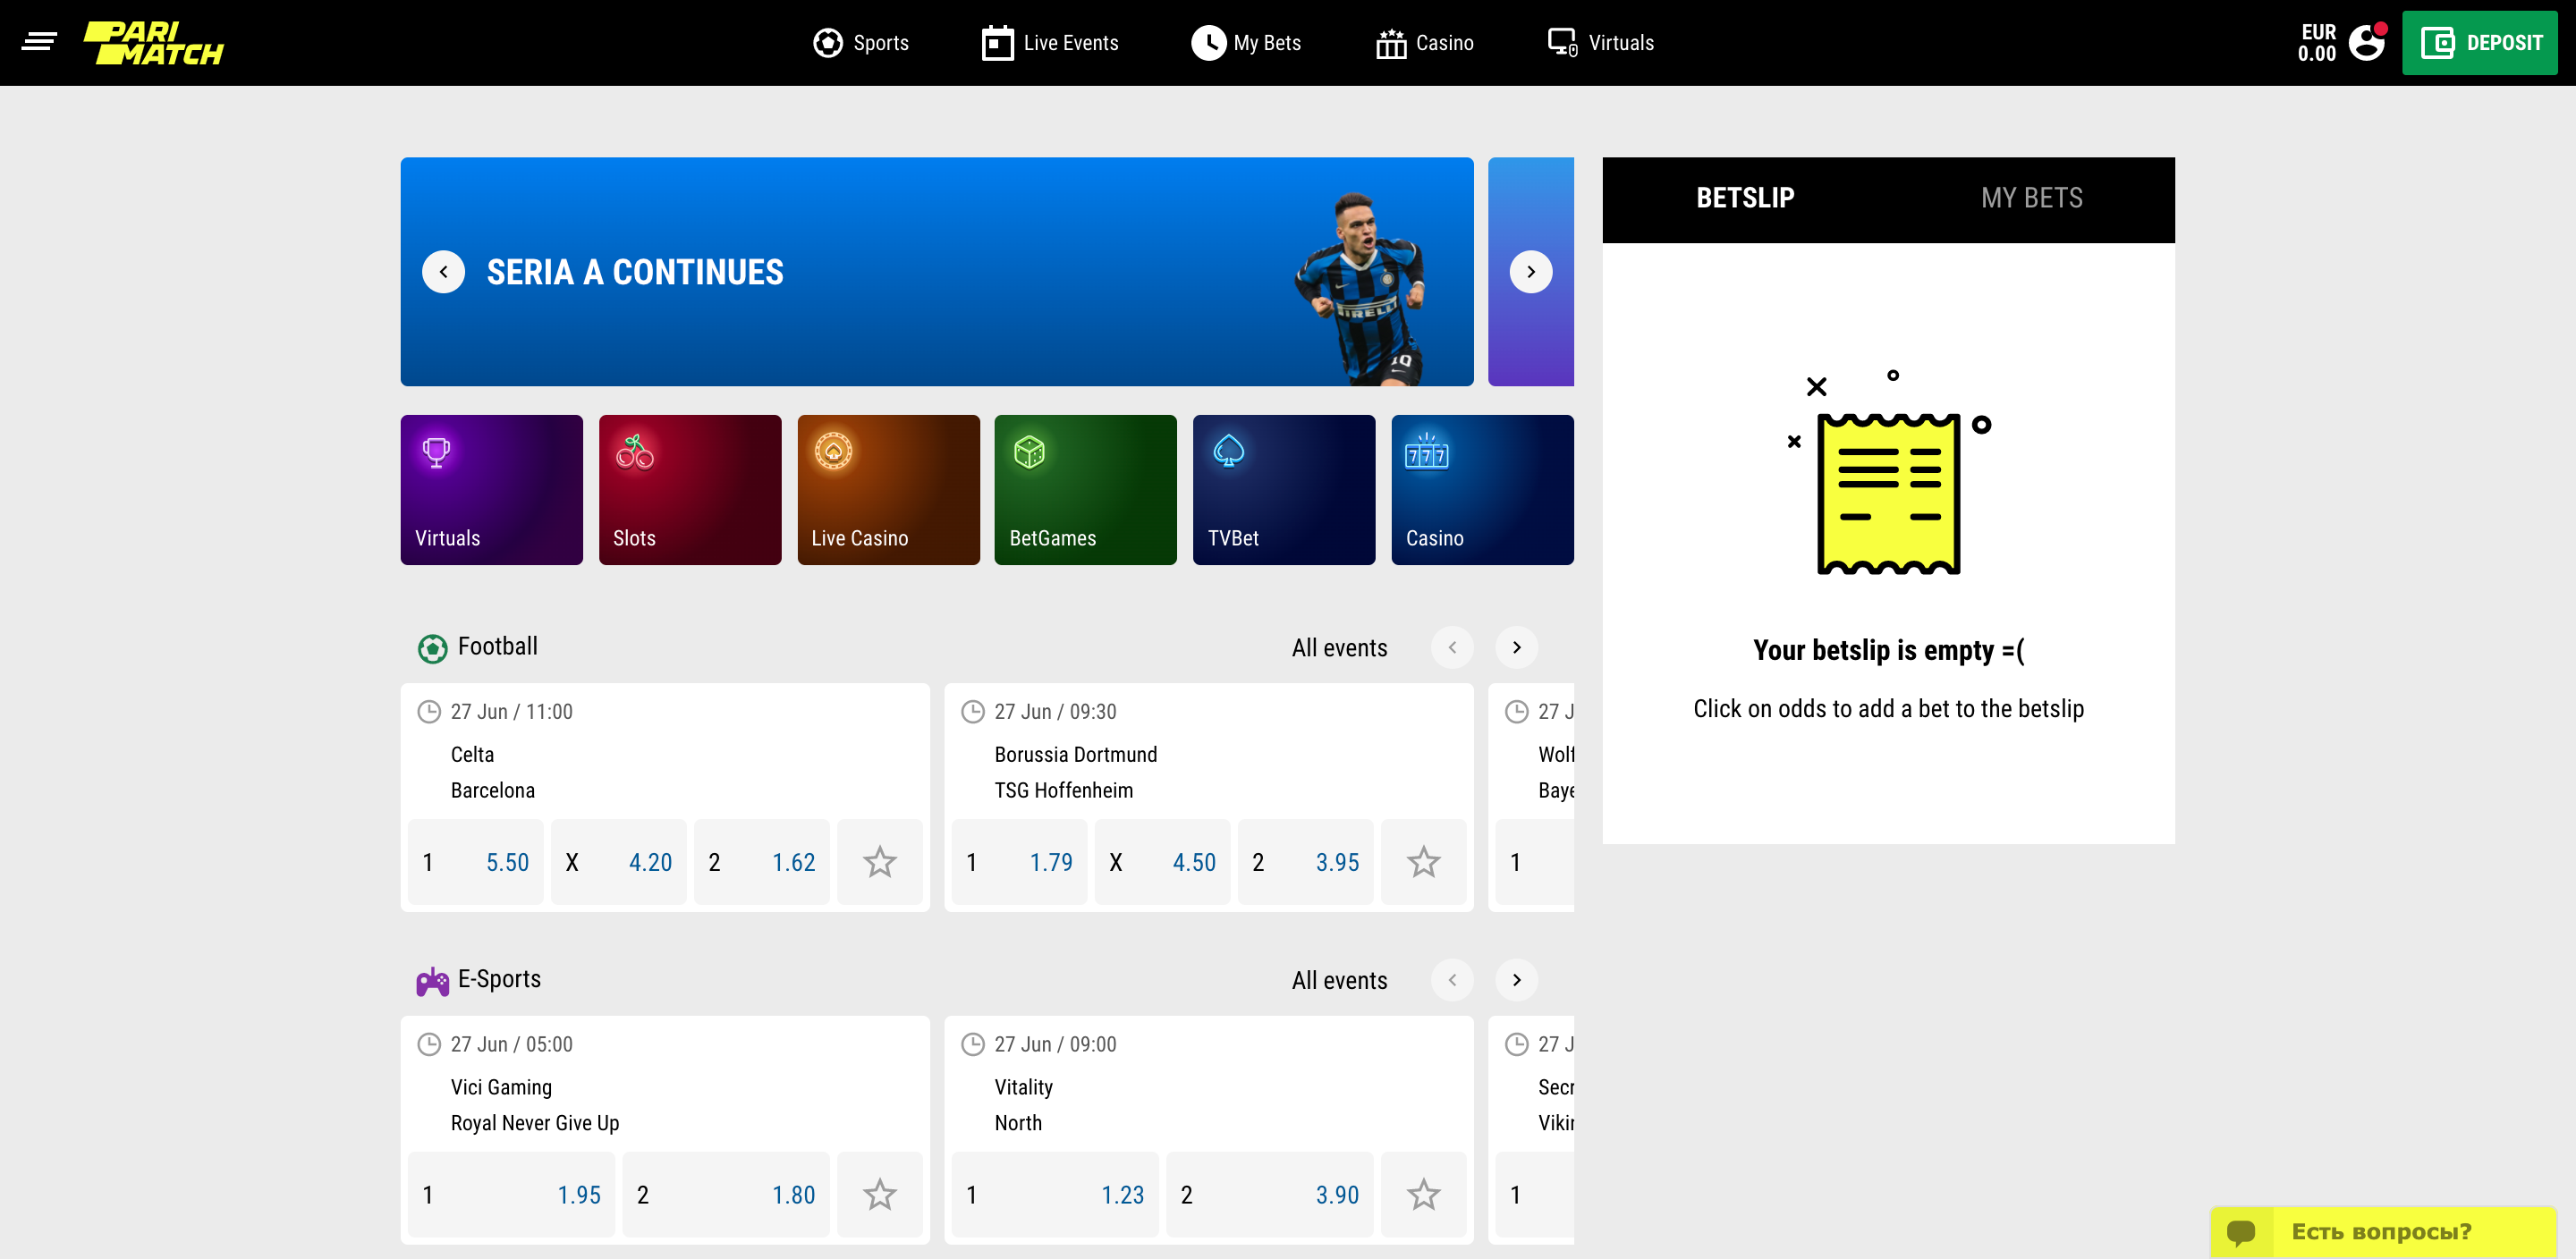 PARI MATCH
Sports
Live Events
My Bets
Casino
Virtuals
EUR
0.00
DEPOSIT
SERIA A CONTINUES
IRELLI
10
BETSLIP
MY BETS
Virtuals
Slots
Live Casino
BetGames
TVBet
777
Casino
Your betslip is empty =(
Click on odds to add a bet to the betslip
Football
All events
27 Jun / 11:00
Celta
Barcelona
1 5.50 X 4.20 2 1.62
27 Jun / 09:30
Borussia Dortmund
TSG Hoffenheim
1 1.79 X 4.50 2 3.95
27 J
Wolf
Baye
1
E-Sports
All events
27 Jun / 05:00
Vici Gaming
Royal Never Give Up
1 1.95 2 1.80
27 Jun / 09:00
Vitality
North
1 1.23 2 3.90
27 J
Secr
Vikin
1
Есть вопросы?